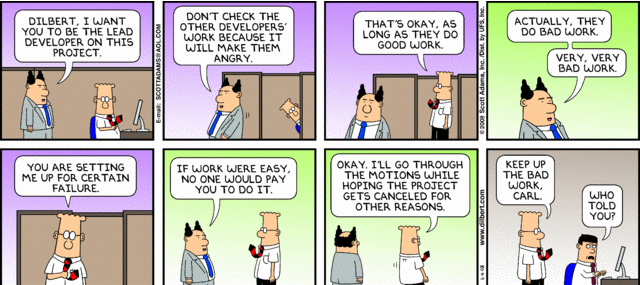 DILBERT, I WANT
YOU TO BE THE LEAD
DEVELOPER ON THIS
PROJECT.
E-mail: SCOTTADAMS@AOL.COM
DON'T CHECK THE
OTHER DEVELOPERS'
WORK BECAUSE IT
WILL MAKE THEM
ANGRY.
THAT'S OKAY, AS
LONG AS THEY DO
GOOD WORK.
© 2008 Scott Adams, Inc./Dist. by UFS, Inc.
ACTUALLY, THEY
DO BAD WORK.
VERY, VERY
BAD WORK.
YOU ARE SETTING
ME UP FOR CERTAIN
FAILURE.
IF WORK WERE EASY,
NO ONE WOULD PAY
YOU TO DO IT.
OKAY. I'LL GO THROUGH
THE MOTIONS WHILE
HOPING THE PROJECT
GETS CANCELED FOR
OTHER REASONS.
www.dilbert.com
KEEP UP
THE BAD
WORK,
CARL.
WHO
TOLD
YOU?